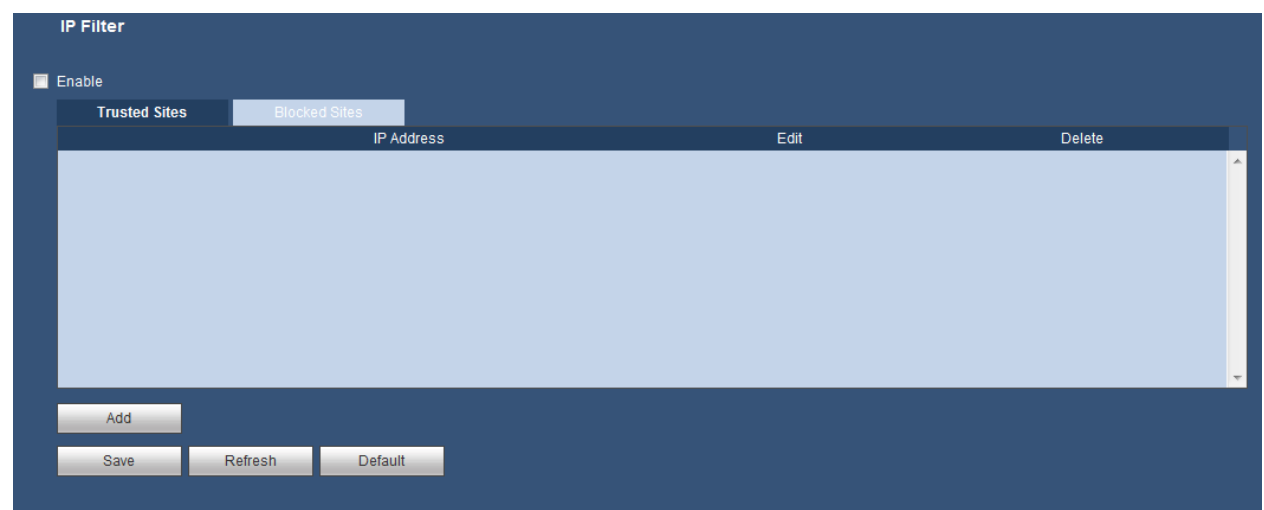 IP Filter
Enable
Trusted Sites Blocked Sites
IP Address Edit Delete
Add
Save Refresh Default